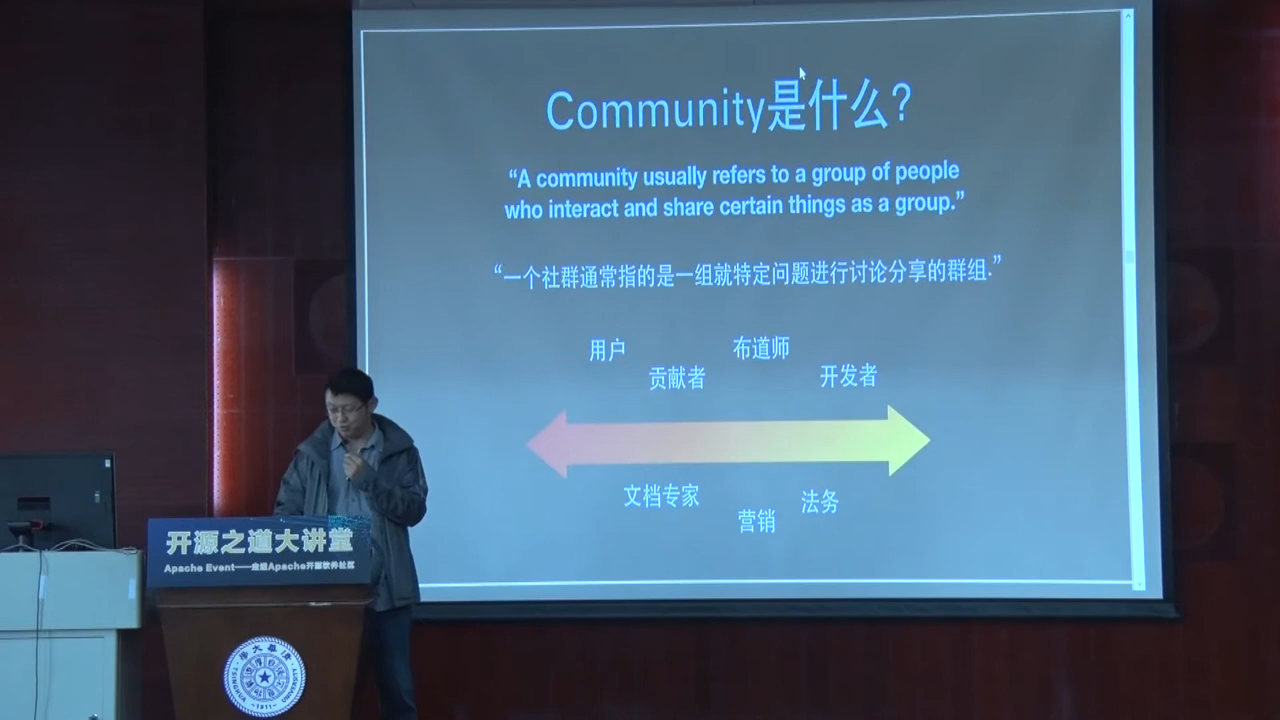 Community是什么?
“A community usually refers to a group of people
who interact and share certain things as a group.”
“一个社群通常指的是一组就特定问题进行讨论分享的群组.”
用户
布道师
贡献者
开发者
文档专家
法务
营销
开源之道大讲堂
Apache Event——走进Apache开源软件社区
TSINGHUA
UNIVERSITY
-1911-